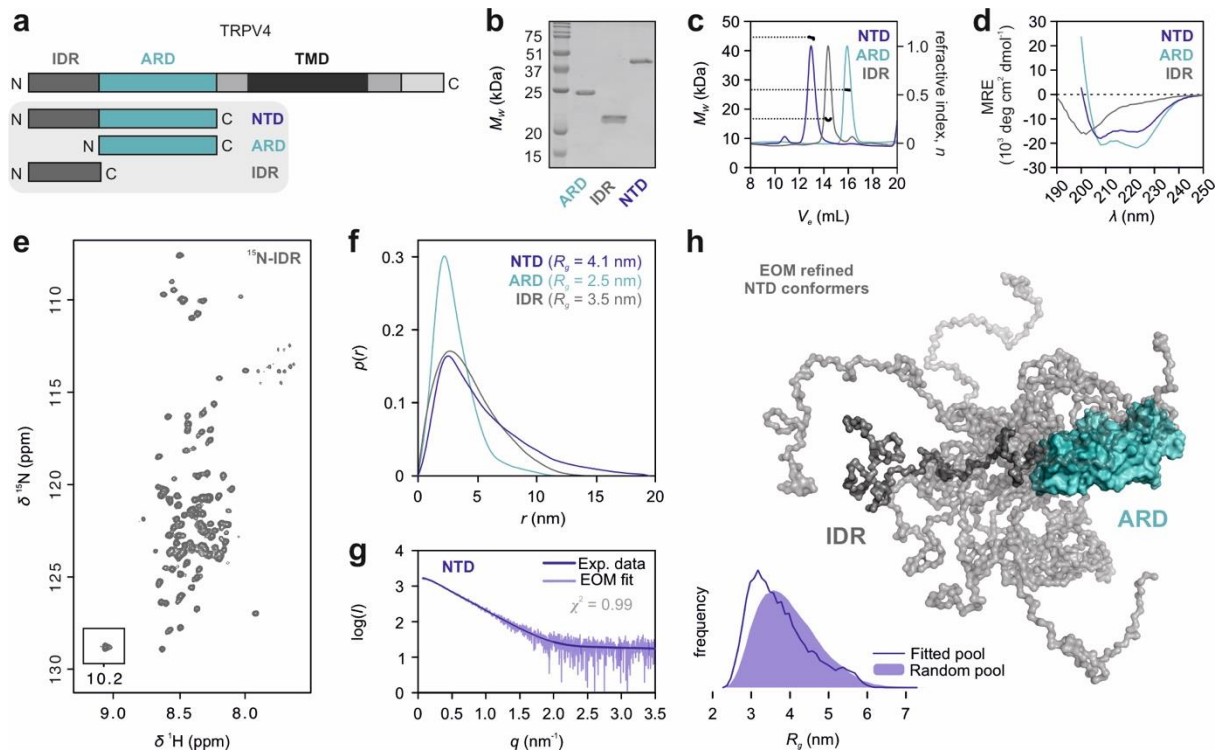 a
TRPV4
IDR ARD TMD
N C
N C NTD
N C ARD
N C IDR
b
M_w (kDa)
75
51
37
25
20
15
ARD IDR NTD
c
M_w (kDa)
50
40
30
20
10
0
NTD
ARD
IDR
1.0
0.5
0
refractive index, n
8 10 12 14 16 18 20
V_e (mL)
d
MRE
(10³ deg cm² dmol⁻¹)
30
20
10
0
-10
-20
-30
NTD
ARD
IDR
190 200 210 220 230 240 250
λ (nm)
e
¹⁵N-IDR
δ ¹⁵N (ppm)
110
115
120
125
130
10.2
9.0 8.5 8.0
δ ¹H (ppm)
f
p(r)
0.3
0.2
0.1
0
NTD (R_g = 4.1 nm)
ARD (R_g = 2.5 nm)
IDR (R_g = 3.5 nm)
0 5 10 15 20
r (nm)
g
NTD
Exp. data
EOM fit
χ² = 0.99
log(I)
4
3
2
1
0
0 0.5 1.0 1.5 2.0 2.5 3.0 3.5
q (nm⁻¹)
h
EOM refined
NTD conformers
IDR
ARD
frequency
Fitted pool
Random pool
2 3 4 5 6 7
R_g (nm)